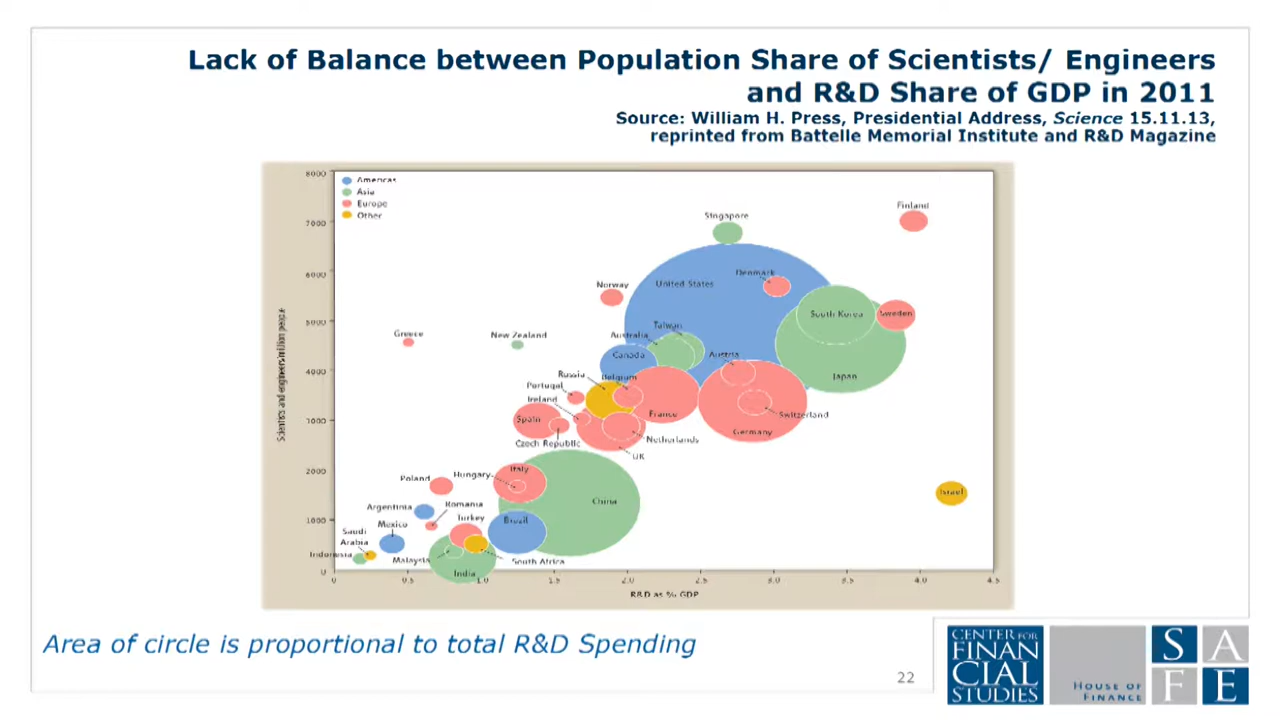 Lack of Balance between Population Share of Scientists/ Engineers
and R&D Share of GDP in 2011
Source: William H. Press, Presidential Address, Science 15.11.13,
reprinted from Battelle Memorial Institute and R&D Magazine
8000
7000
6000
5000
4000
3000
2000
1000
0
Scientists and engineers/million people
Americas
Asia
Europe
Other
Finland
Singapore
Denmark
United States
Norway
South Korea
Sweden
Greece
New Zealand
Taiwan
Australia
Canada
Austria
Japan
Russia
Belgium
Portugal
Ireland
Spain
France
Switzerland
Germany
Czech Republic
Netherlands
UK
Poland
Hungary
Italy
China
Israel
Argentinia
Romania
Mexico
Turkey
Brazil
Saudi
Arabia
Indonesia
Malaysia
South Africa
India
0 0.5 1.0 1.5 2.0 2.5 3.0 3.5 4.0 4.5
R&D as % GDP
Area of circle is proportional to total R&D Spending
22
CENTER FOR
FINAN
CIAL
STUDIES
HOUSE OF
FINANCE
S A
F E